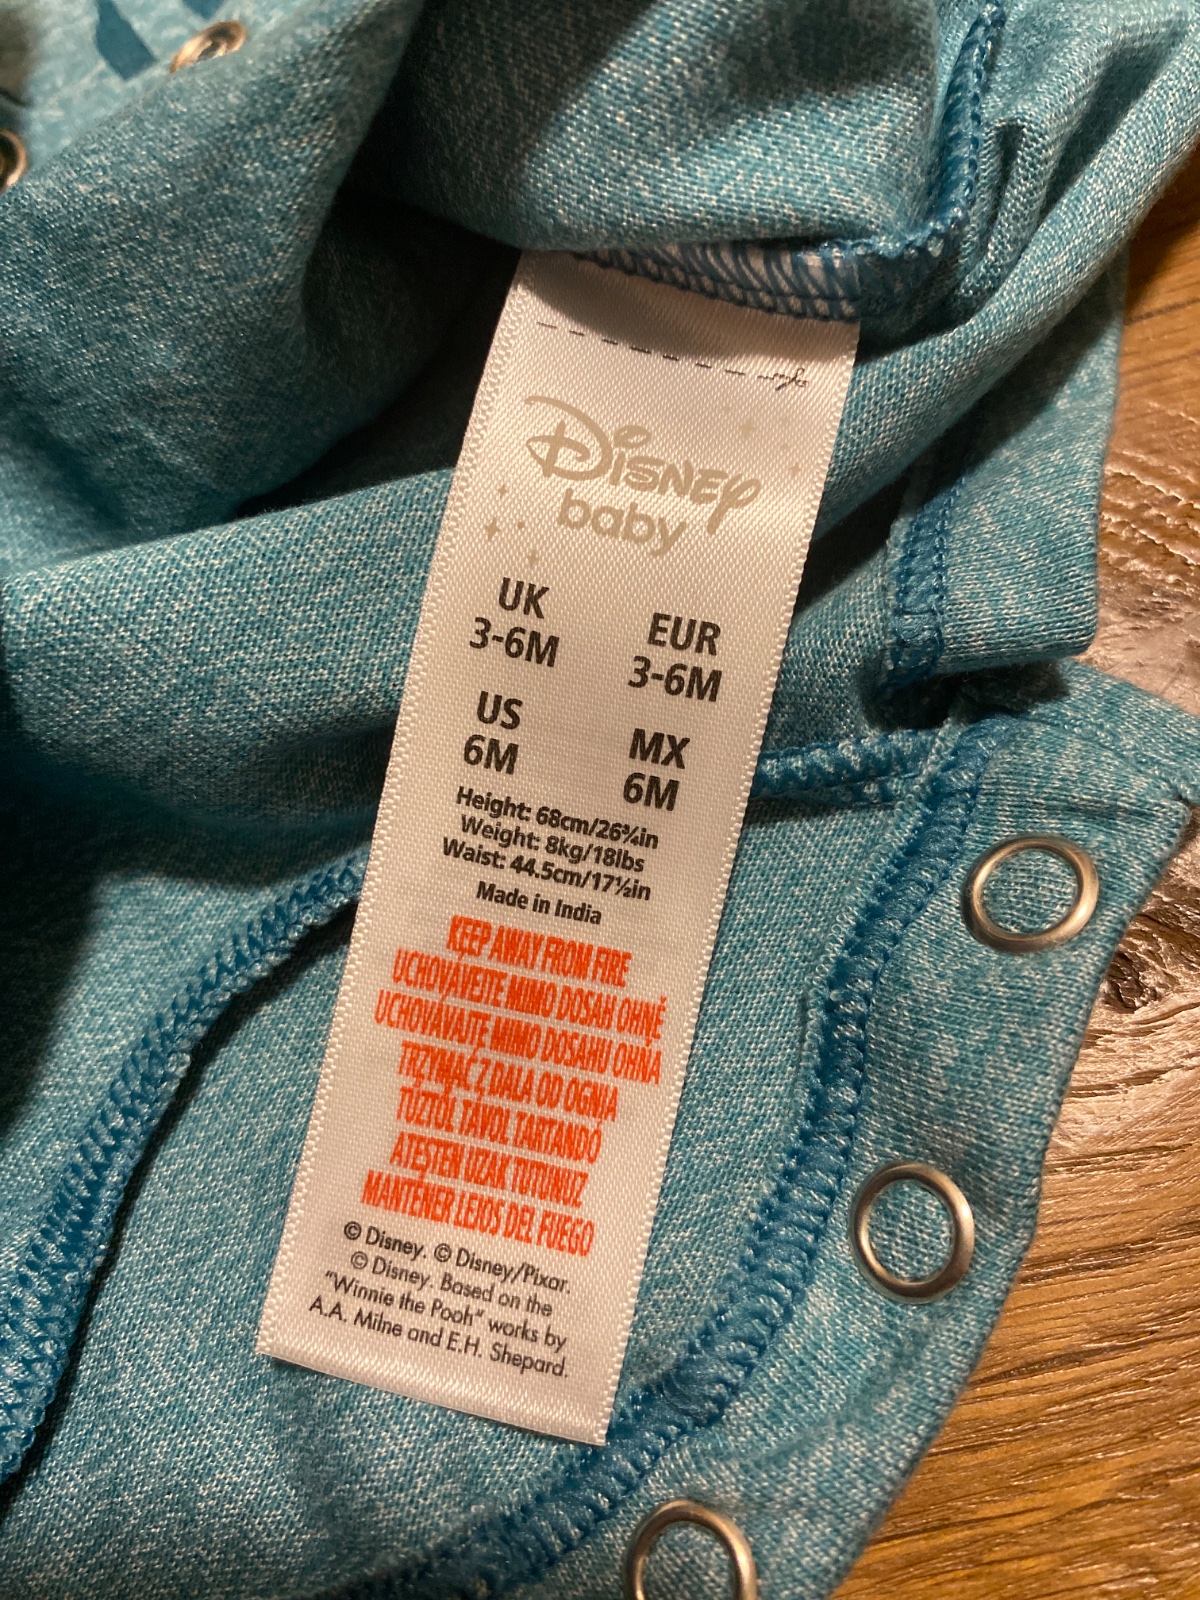 Disney
baby
UK
3-6M
EUR
3-6M
US
6M
MX
6M
Height: 68cm/26¾in
Weight: 8kg/18lbs
Waist: 44.5cm/17½in
Made in India
KEEP AWAY FROM FIRE
UCHOVÁVEJTE MIMO DOSAH OHNĚ
UCHOVÁVAJTE MIMO DOSAHU OHŇA
TRZYMAĆ Z DALA OD OGNIA
TŰZTŐL TÁVOL TARTANDÓ
ATEŞTEN UZAK TUTUNUZ
MANTENER LEJOS DEL FUEGO
© Disney. © Disney/Pixar.
© Disney. Based on the
"Winnie the Pooh" works by
A.A. Milne and E.H. Shepard.